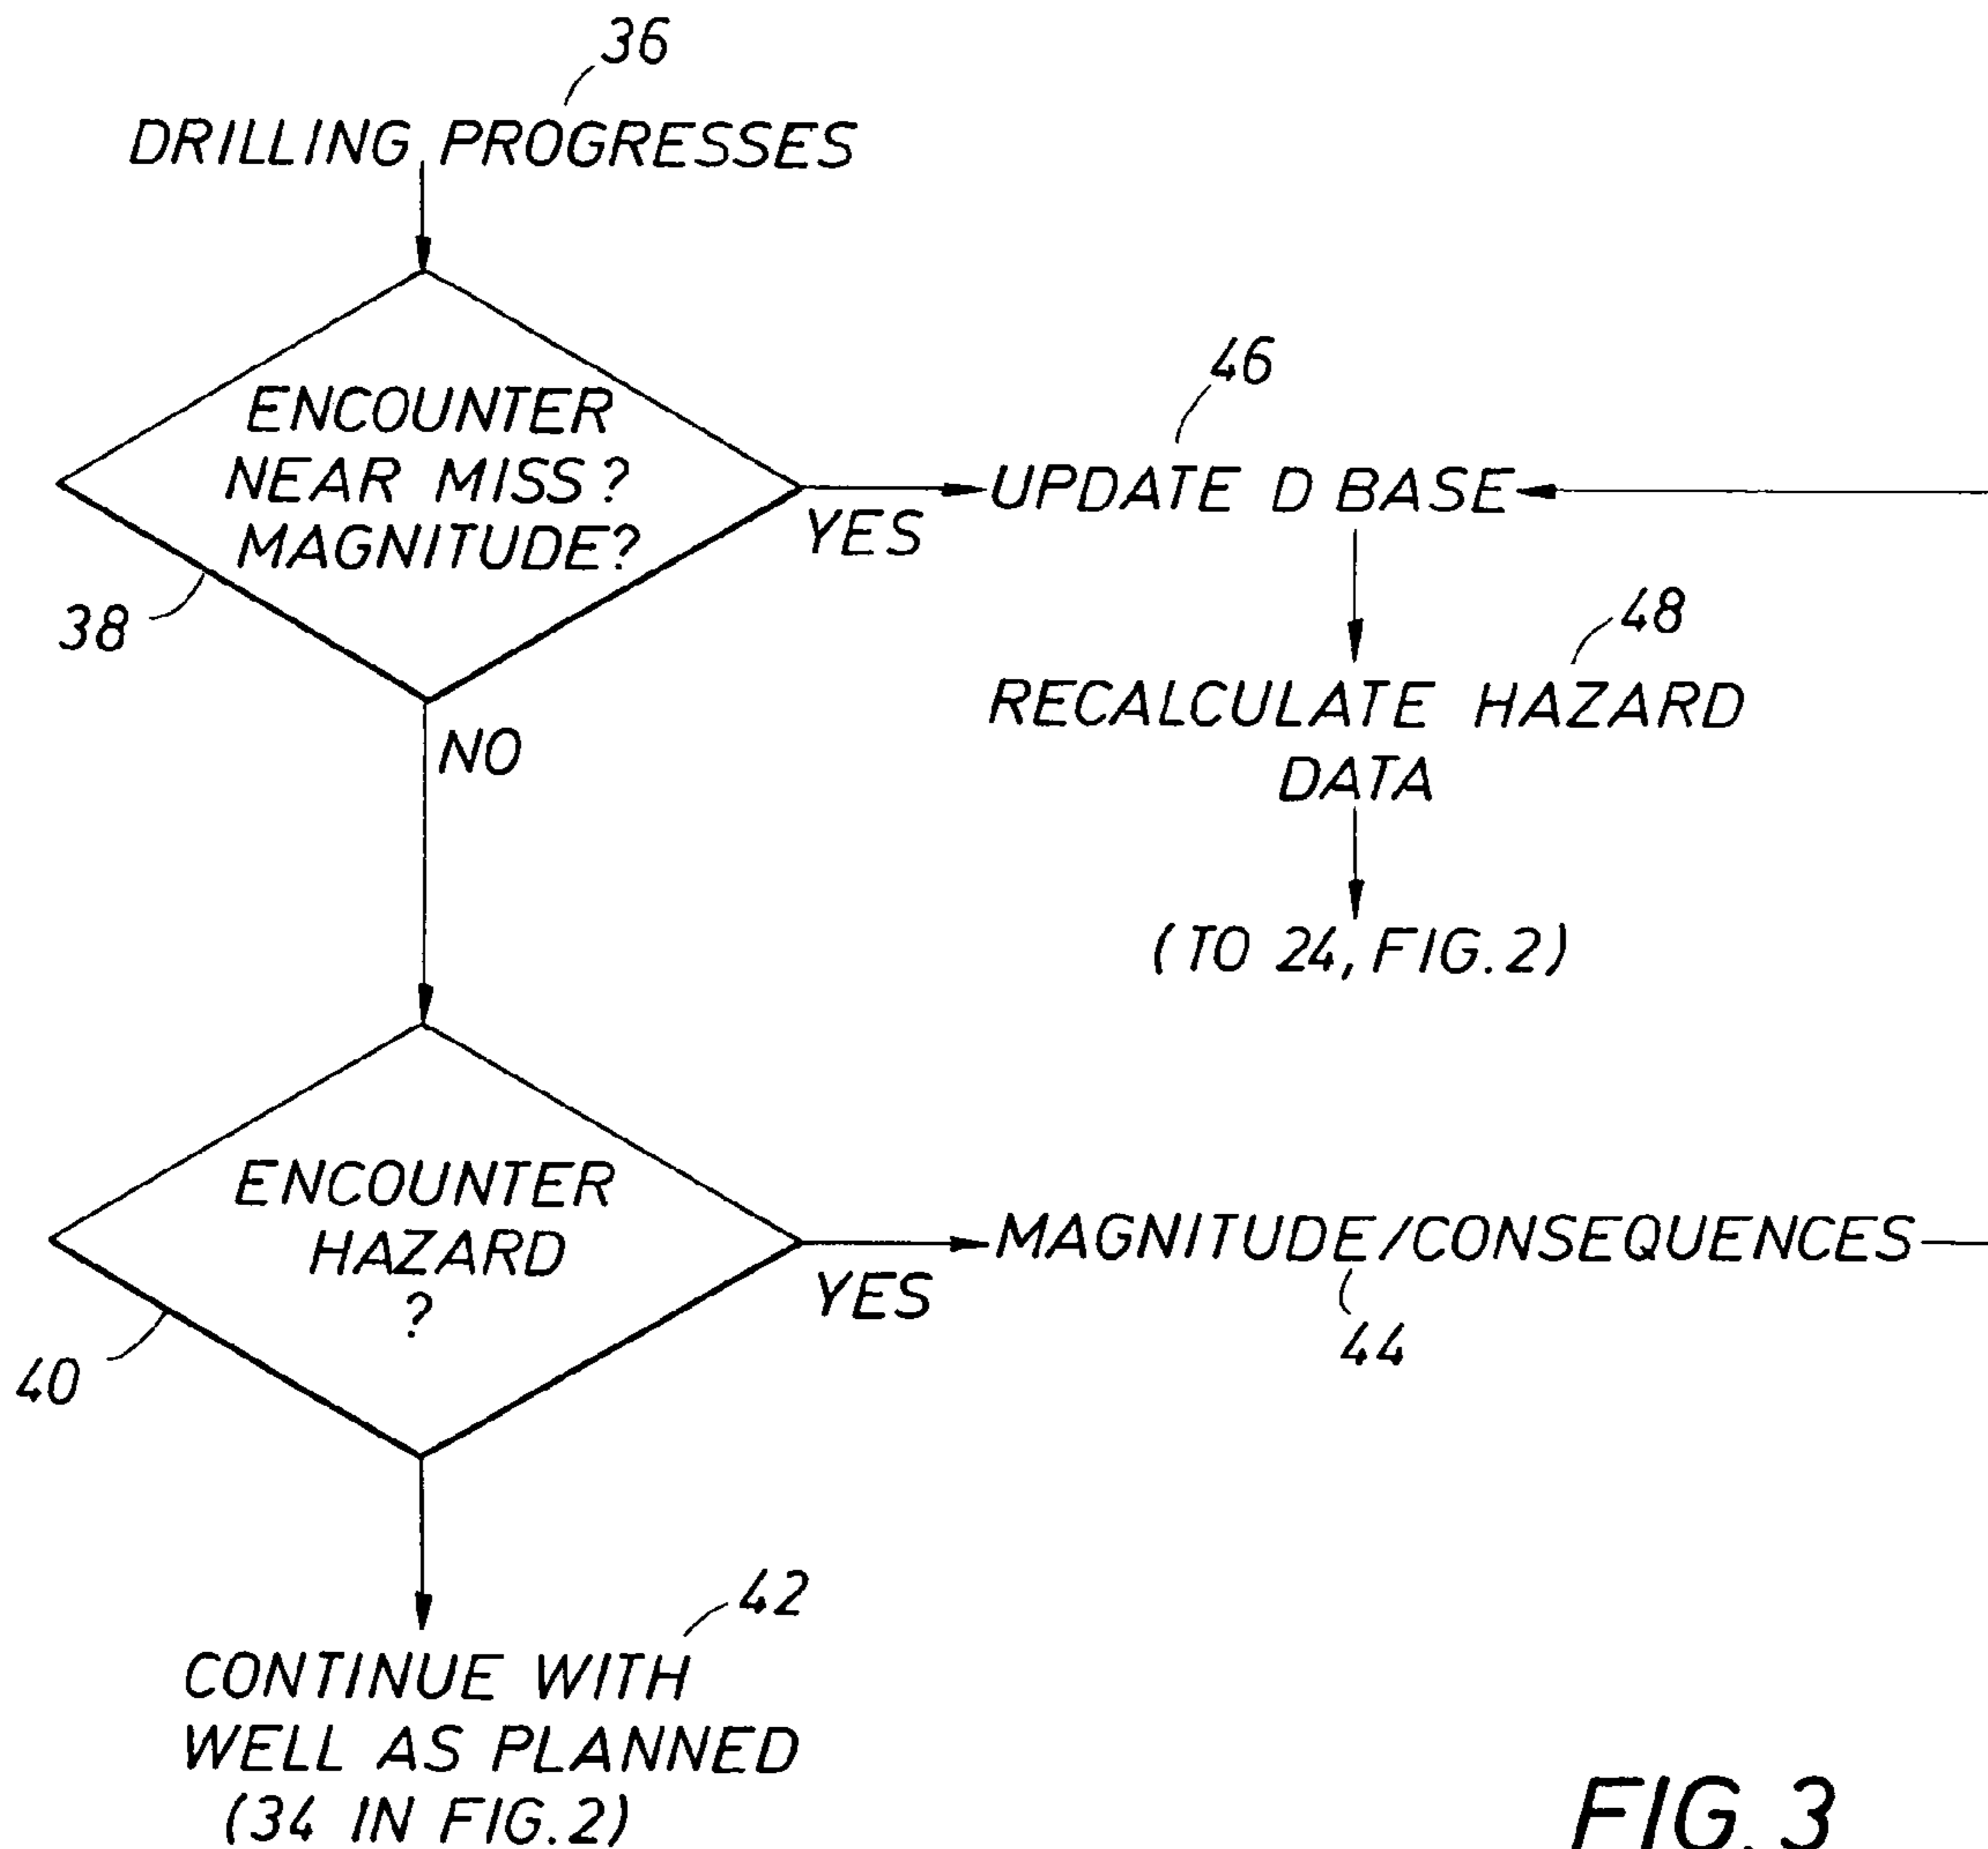 36
DRILLING PROGRESSES
ENCOUNTER
NEAR MISS?
MAGNITUDE?
38
YES
NO
46
UPDATE D BASE
48
RECALCULATE HAZARD
DATA
(TO 24, FIG. 2)
ENCOUNTER
HAZARD
?
40
YES
MAGNITUDE/CONSEQUENCES
44
42
CONTINUE WITH
WELL AS PLANNED
(34 IN FIG. 2)
FIG. 3